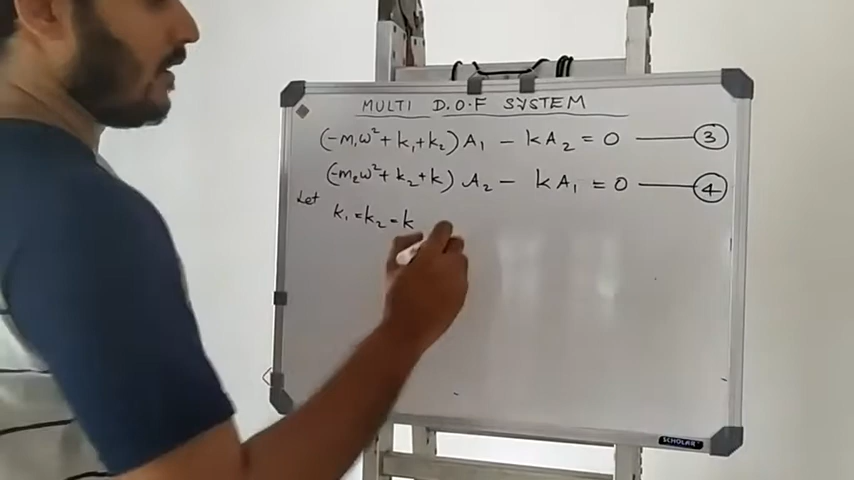 MULTI D.O.F SYSTEM
(-m₁ω² + k₁ + k₂) A₁ - kA₂ = 0 ③
(-m₂ω² + k₂ + k) A₂ - kA₁ = 0 ④
Let
k₁ = k₂ = k
SCHOLAR